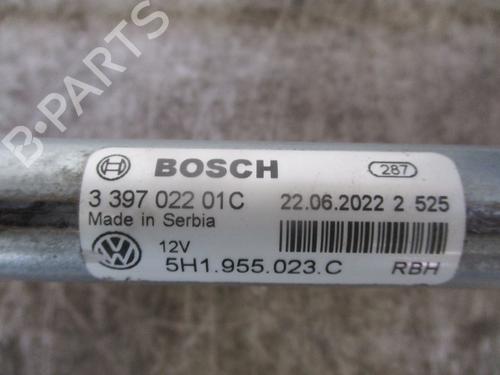 B-PARTS
BOSCH 287
3 397 022 01C 22.06.2022 2 525
Made in Serbia
12V
5H1.955.023.C RBH